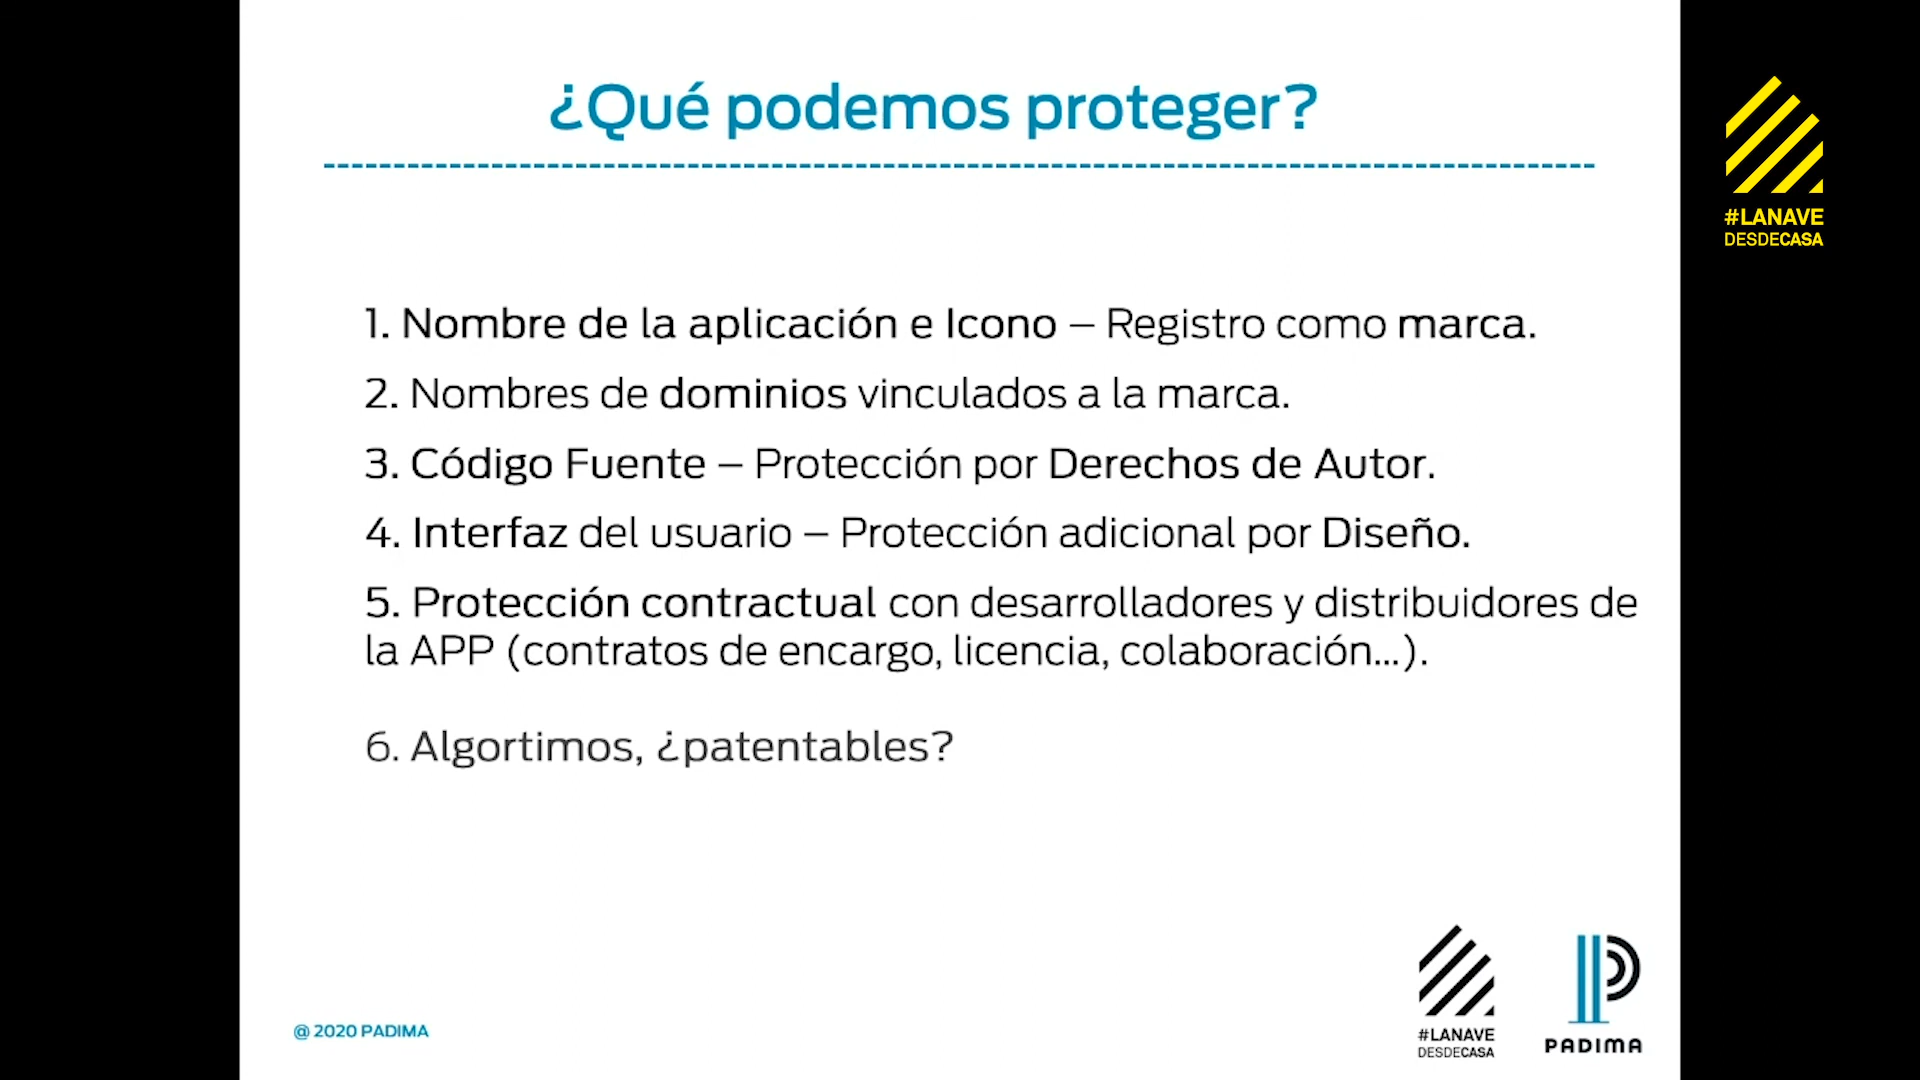 ¿Qué podemos proteger?
#LANAVE
DESDECASA
1. Nombre de la aplicación e Icono – Registro como marca.
2. Nombres de dominios vinculados a la marca.
3. Código Fuente – Protección por Derechos de Autor.
4. Interfaz del usuario – Protección adicional por Diseño.
5. Protección contractual con desarrolladores y distribuidores de
la APP (contratos de encargo, licencia, colaboración...).
6. Algortimos, ¿patentables?
@ 2020 PADIMA
#LANAVE
DESDECASA
PADIMA